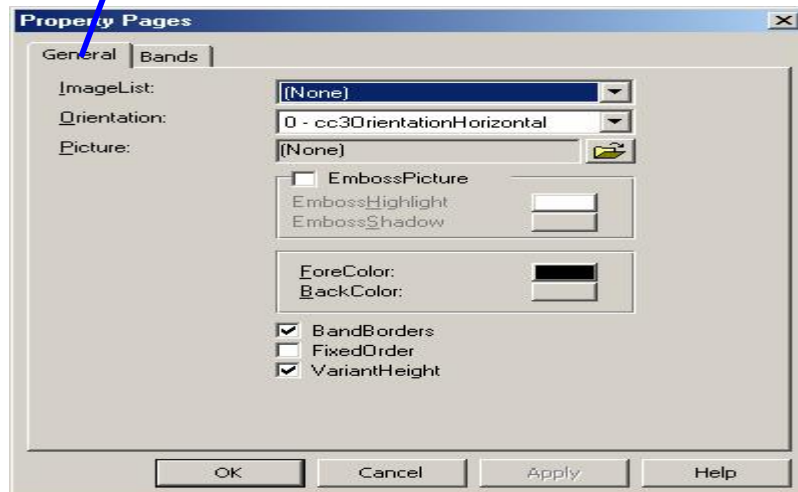 Property Pages
General Bands
ImageList: (None)
Orientation: 0 - cc3OrientationHorizontal
Picture: (None)
EmbossPicture
EmbossHighlight
EmbossShadow
ForeColor:
BackColor:
BandBorders
FixedOrder
VariantHeight
OK Cancel Apply Help